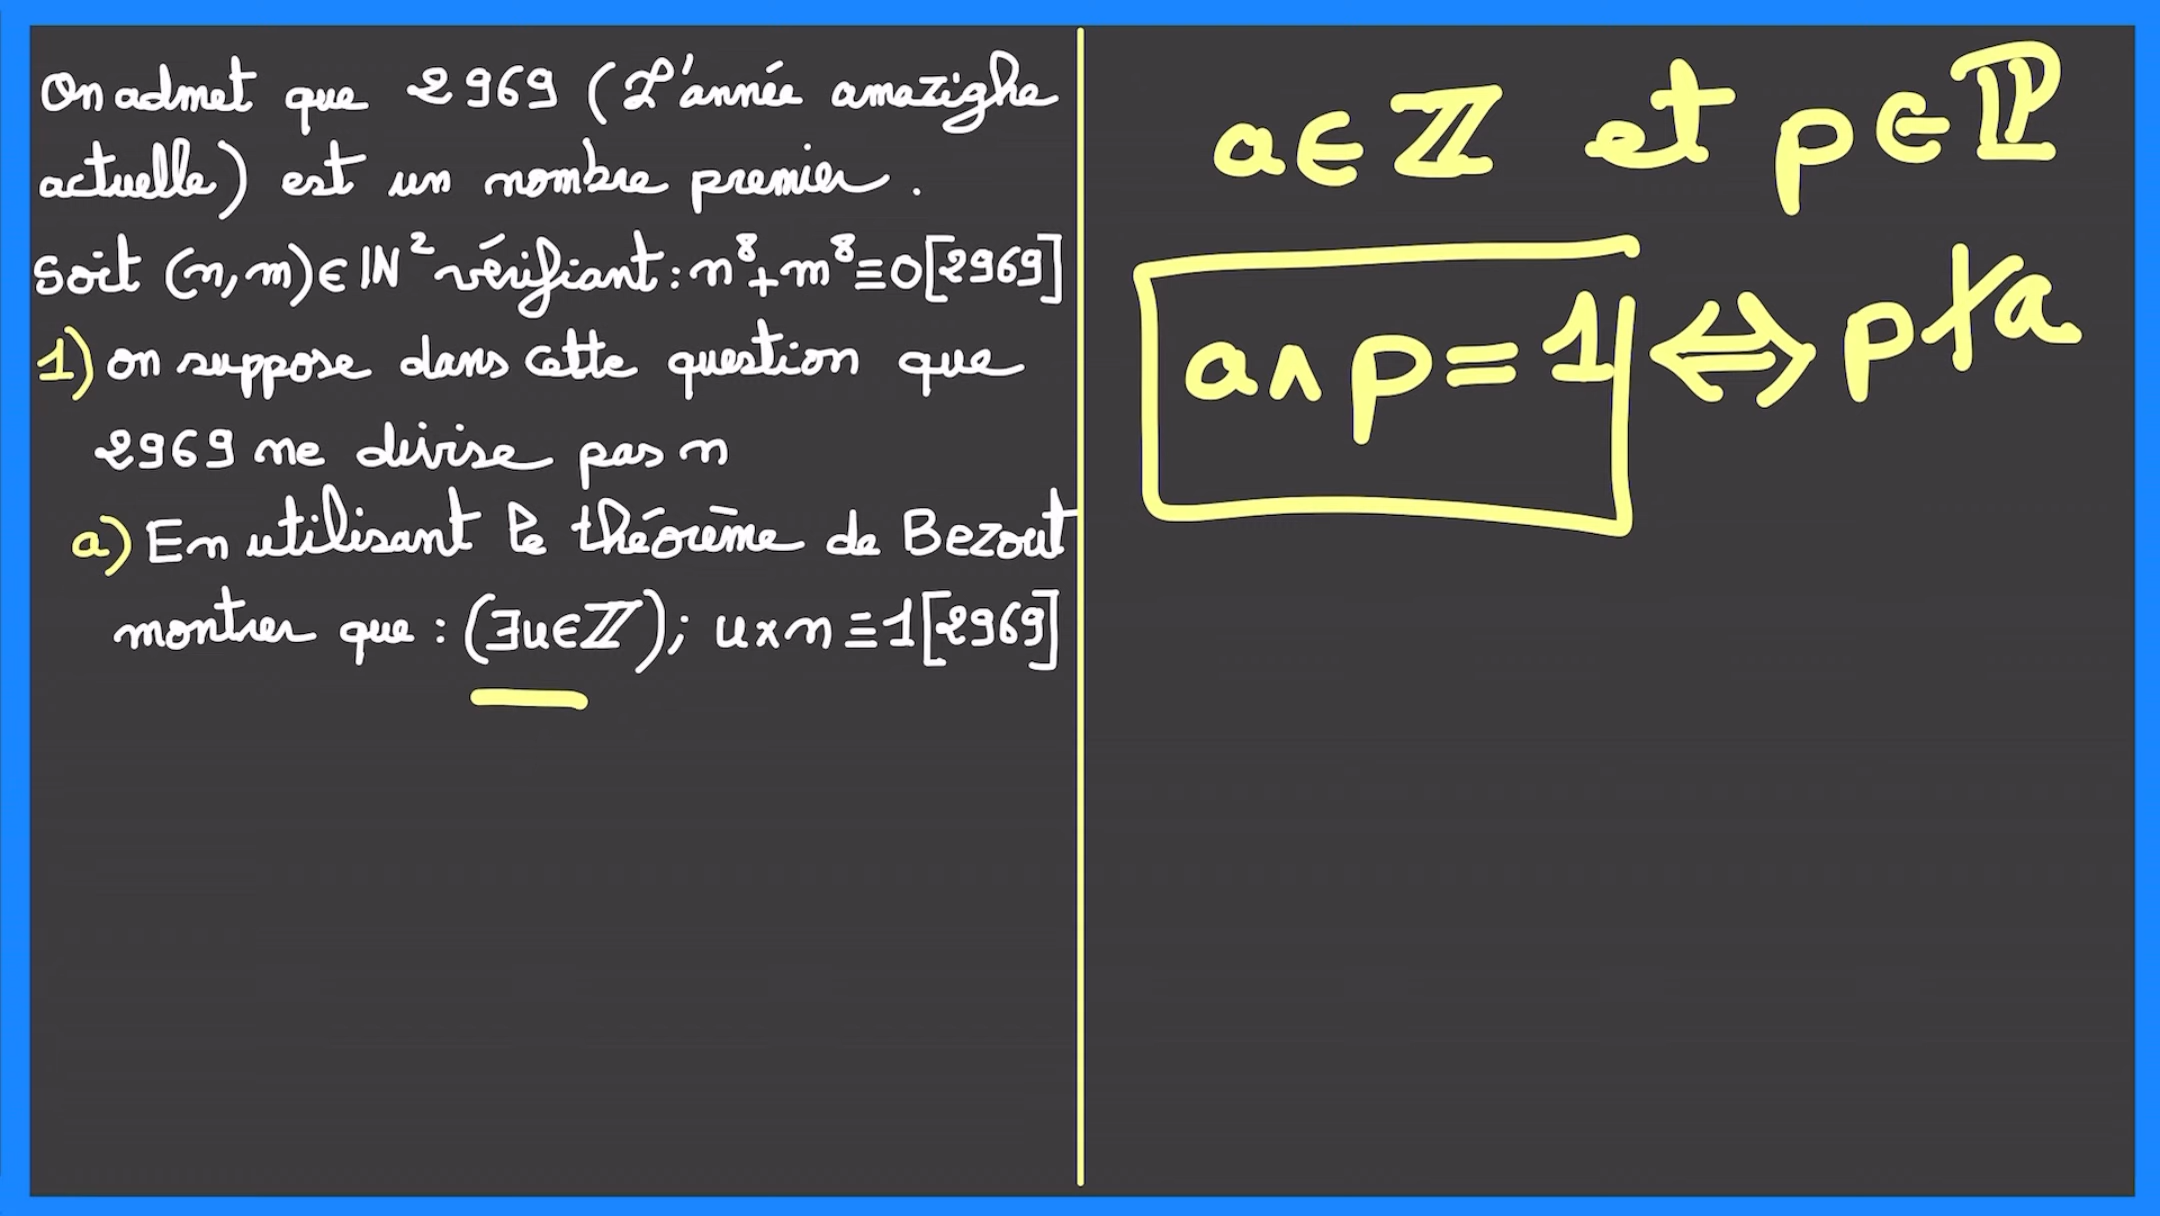 On admet que 2969 (L'année amazighe
actuelle) est un nombre premier.
Soit (n,m)∈ℕ² vérifiant : n⁸+m⁸≡0[2969]
1) on suppose dans cette question que
2969 ne divise pas n
a) En utilisant le théorème de Bezout
montrer que : (∃u∈ℤ); u×n≡1[2969]
a∈ℤ et p∈ℙ
a∧p=1 ⇔ p∤a